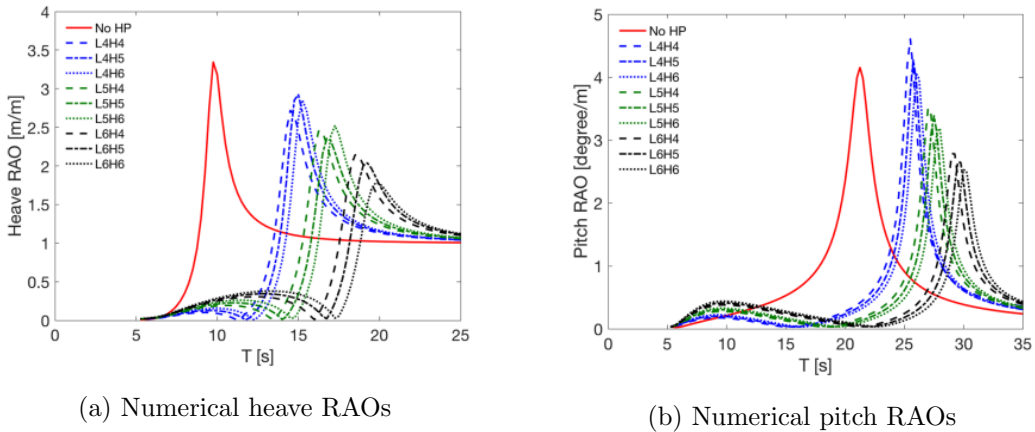 4
3.5
3
2.5
2
1.5
1
0.5
0
Heave RAO [m/m]
No HP
L4H4
L4H5
L4H6
L5H4
L5H5
L5H6
L6H4
L6H5
L6H6
0 5 10 15 20 25
T [s]
(a) Numerical heave RAOs
5
4
3
2
1
0
Pitch RAO [degree/m]
No HP
L4H4
L4H5
L4H6
L5H4
L5H5
L5H6
L6H4
L6H5
L6H6
0 5 10 15 20 25 30 35
T [s]
(b) Numerical pitch RAOs